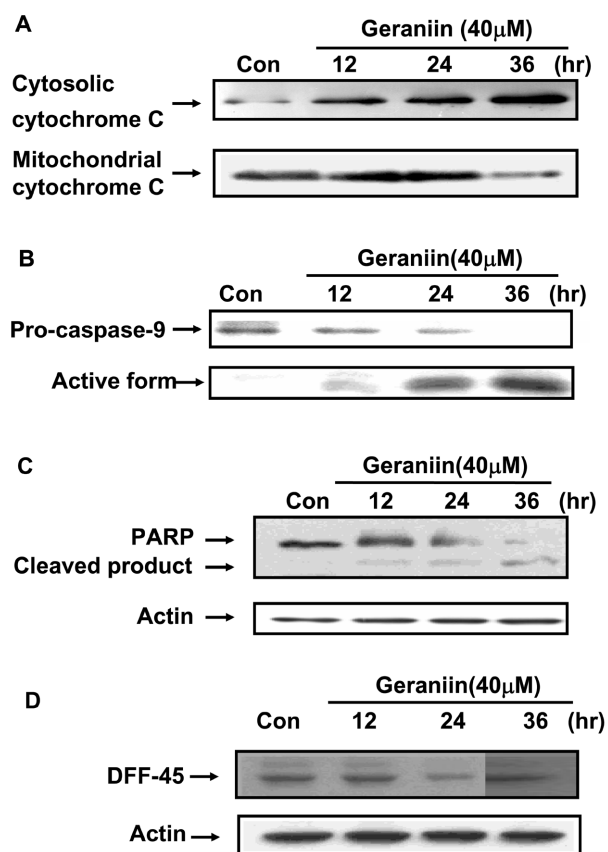 A
Geraniin (40μM)
Con 12 24 36 (hr)
Cytosolic
cytochrome C
Mitochondrial
cytochrome C
B
Geraniin(40μM)
Con 12 24 36 (hr)
Pro-caspase-9
Active form
C
Geraniin(40μM)
Con 12 24 36 (hr)
PARP
Cleaved product
Actin
D
Geraniin(40μM)
Con 12 24 36 (hr)
DFF-45
Actin